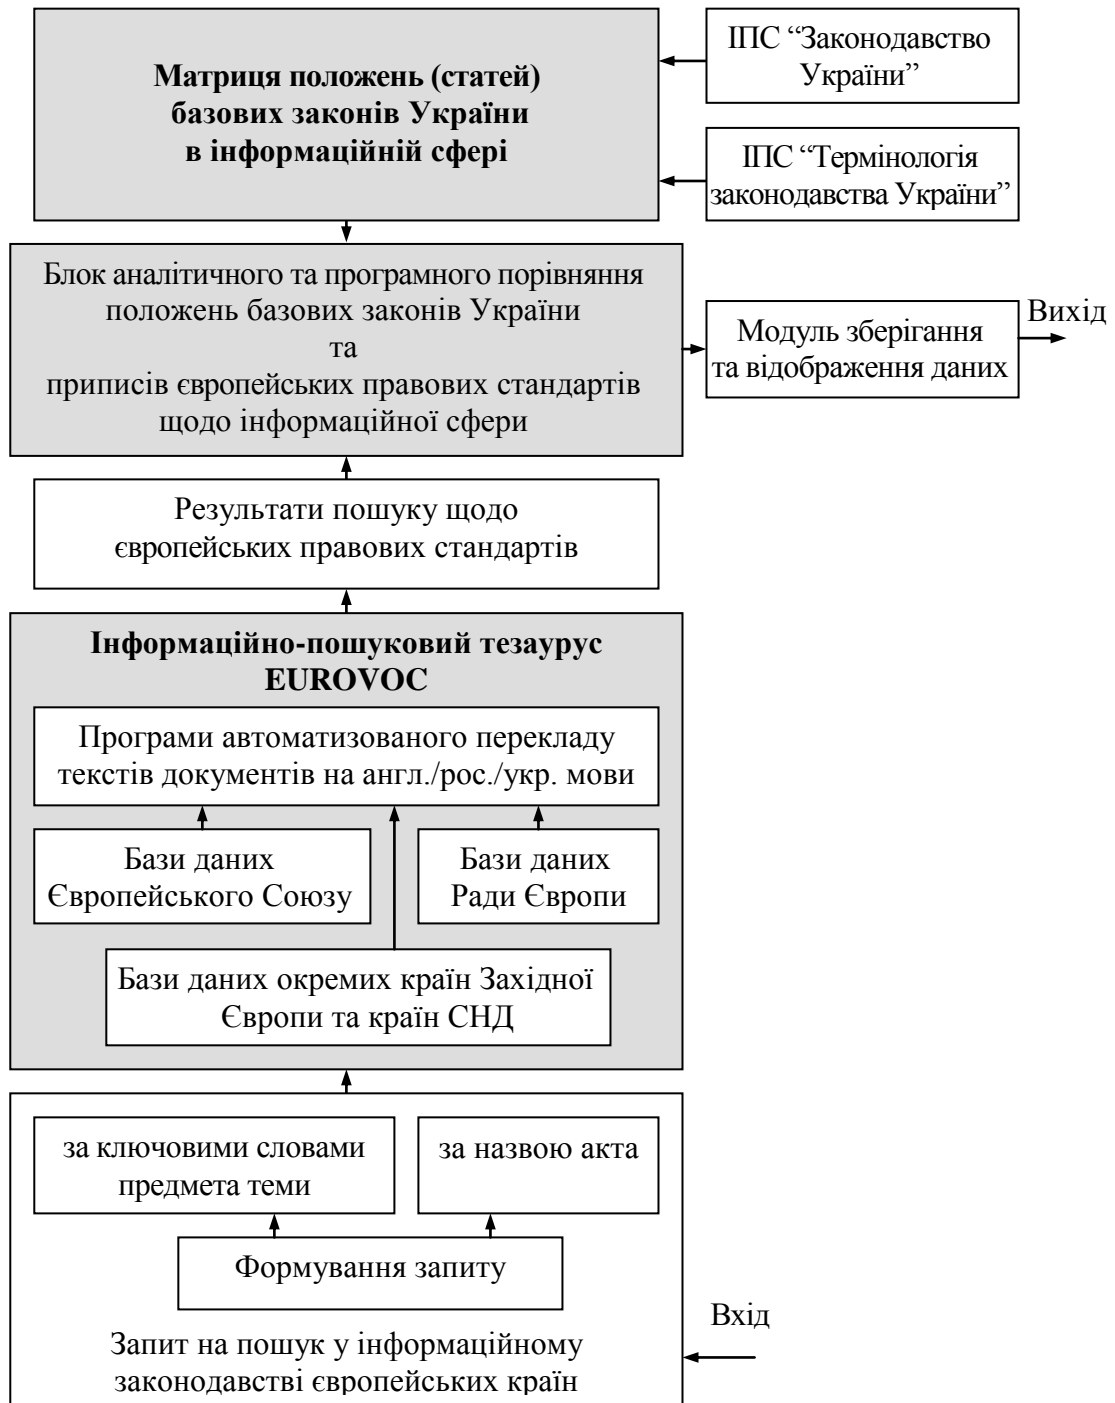 Матриця положень (статей)
базових законів України
в інформаційній сфері
ІПС “Законодавство
України”
ІПС “Термінологія
законодавства України”
Блок аналітичного та програмного порівняння
положень базових законів України
та
приписів європейських правових стандартів
щодо інформаційної сфери
Модуль зберігання
та відображення даних
Вихід
Результати пошуку щодо
європейських правових стандартів
Інформаційно-пошуковий тезаурус
EUROVOC
Програми автоматизованого перекладу
текстів документів на англ./рос./укр. мови
Бази даних
Європейського Союзу
Бази даних
Ради Європи
Бази даних окремих країн Західної
Європи та країн СНД
за ключовими словами
предмета теми
за назвою акта
Формування запиту
Вхід
Запит на пошук у інформаційному
законодавстві європейських країн